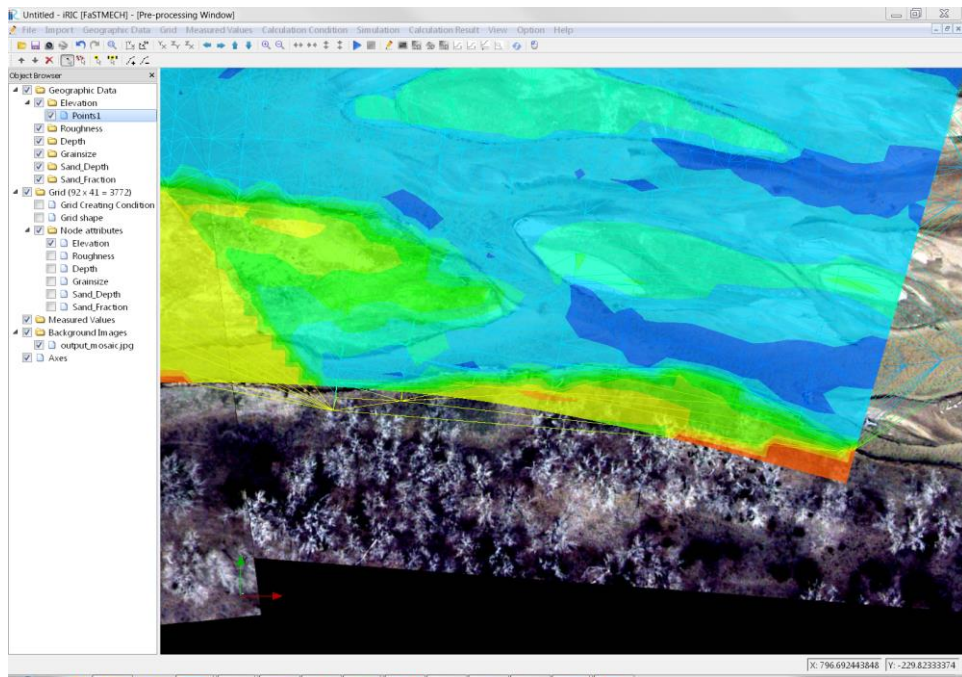 Untitled - iRIC [FaSTMECH] - [Pre-processing Window]
File Import Geographic Data Grid Measured Values Calculation Condition Simulation Calculation Result View Option Help
Object Browser
Geographic Data
Elevation
Points1
Roughness
Depth
Grainsize
Sand_Depth
Sand_Fraction
Grid (92 x 41 = 3772)
Grid Creating Condition
Grid shape
Node attributes
Elevation
Roughness
Depth
Grainsize
Sand_Depth
Sand_Fraction
Measured Values
Background Images
output_mosaic.jpg
Axes
X: 796.692443848 Y: -229.82333374